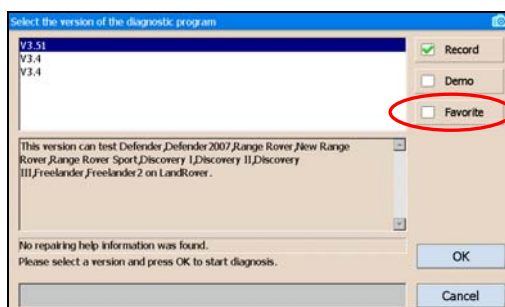 Select the version of the diagnostic program
V3.51
V3.4
V3.4
Record
Demo
Favorite
This version can test Defender,Defender2007,Range Rover,New Range
Rover,Range Rover Sport,Discovery I,Discovery II,Discovery
III,Freelander,Freelander2 on LandRover.
No repairing help information was found.
Please select a version and press OK to start diagnosis.
OK
Cancel